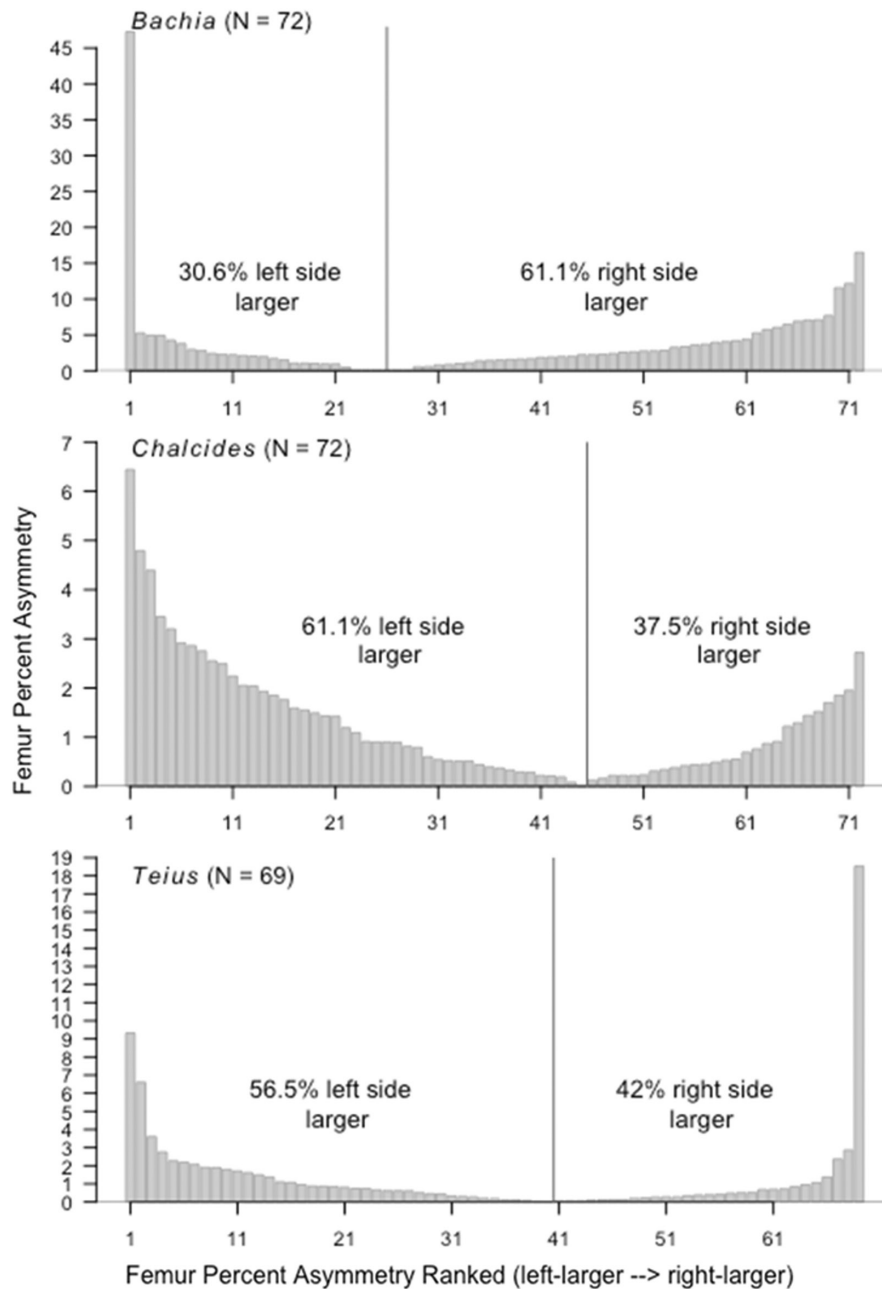 Bachia (N = 72)
45
40
35
30
25
20
15
10
5
0
30.6% left side
larger
61.1% right side
larger
1 11 21 31 41 51 61 71
Chalcides (N = 72)
7
6
5
4
3
2
1
0
61.1% left side
larger
37.5% right side
larger
1 11 21 31 41 51 61 71
Femur Percent Asymmetry
Teius (N = 69)
19
18
17
16
15
14
13
12
11
10
9
8
7
6
5
4
3
2
1
0
56.5% left side
larger
42% right side
larger
1 11 21 31 41 51 61
Femur Percent Asymmetry Ranked (left-larger --> right-larger)